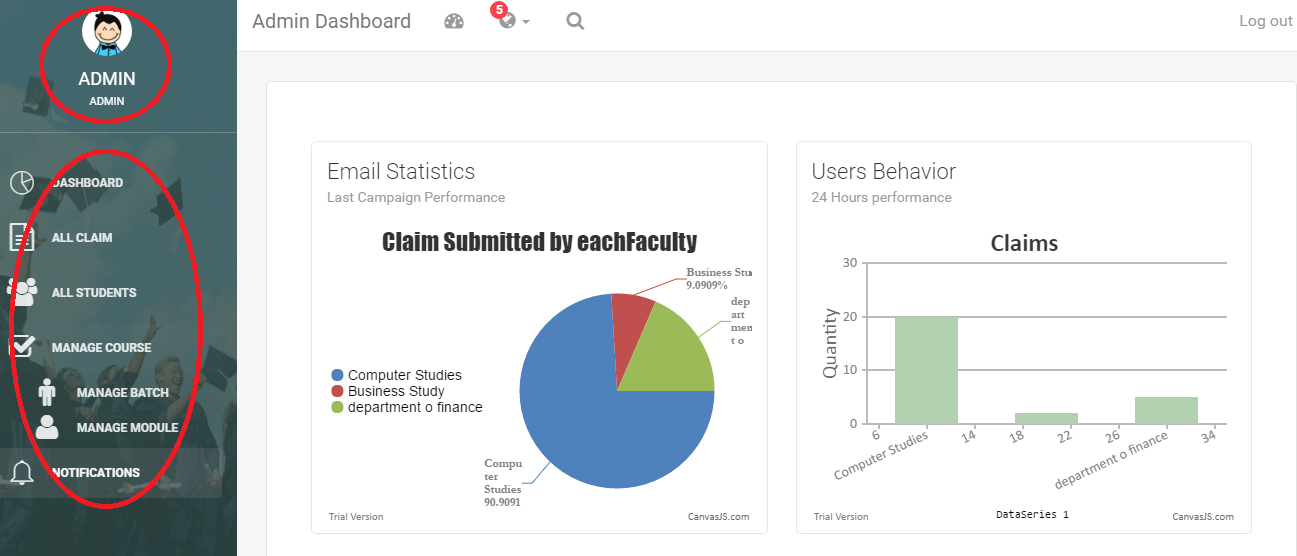 ADMIN
ADMIN
DASHBOARD
ALL CLAIM
ALL STUDENTS
MANAGE COURSE
MANAGE BATCH
MANAGE MODULE
NOTIFICATIONS
Admin Dashboard
5
Log out
Email Statistics
Last Campaign Performance
Claim Submitted by eachFaculty
Business Stu
9.0909%
dep
art
men
t o
Computer Studies
Business Study
department o finance
Compu
ter
Studies
90.9091
Trial Version
CanvasJS.com
Users Behavior
24 Hours performance
Claims
Quantity
30
20
10
0
6
Computer Studies
14
18
22
26
department o finance
34
Trial Version
DataSeries 1
CanvasJS.com